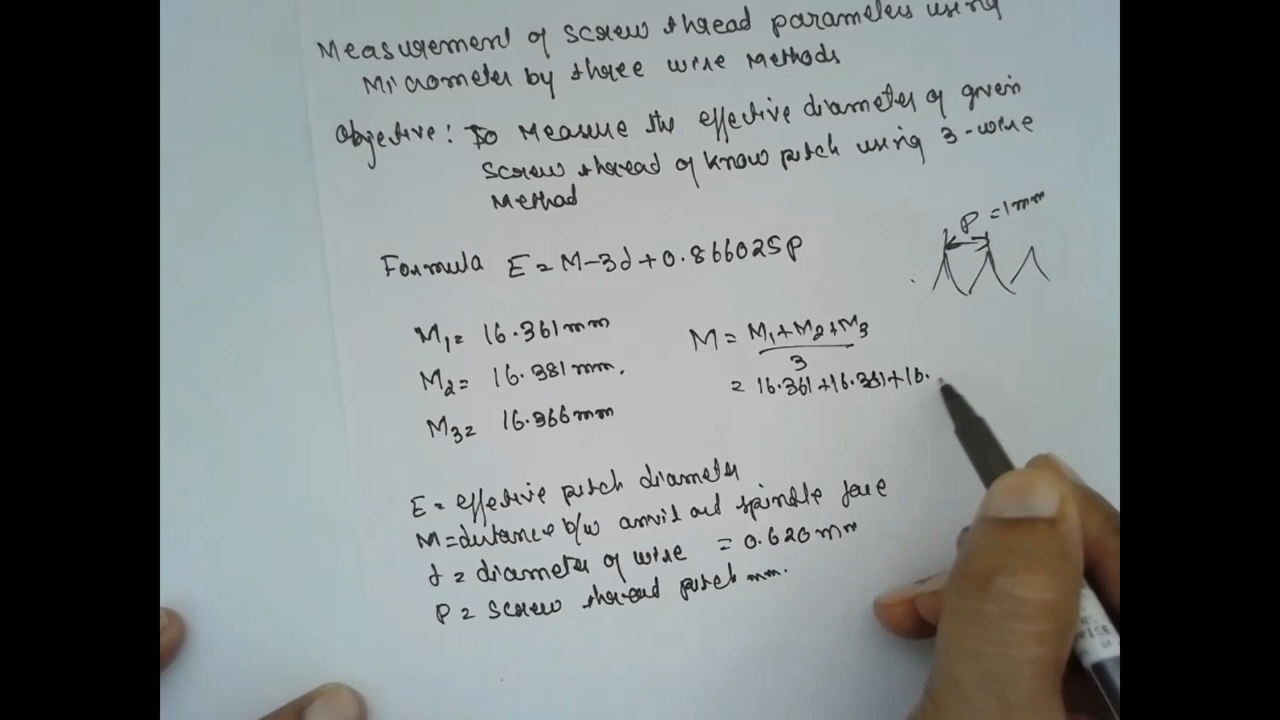 Measurement of screw thread parameters using
Micrometer by three wire Methods
Objective: To Measure the effective diameter of given
screw thread of know pitch using 3-wire
Method
P = 1mm
Formula E = M-3d+0.866025P
M1= 16.361mm
M2= 16.381mm.
M3= 16.366mm
M = M1+M2+M3
3
= 16.361+16.381+16.
E = effective pitch diameter
M = distance b/w anvil and spindle face
d = diameter of wire = 0.620mm
P = screw thread pitch mm.